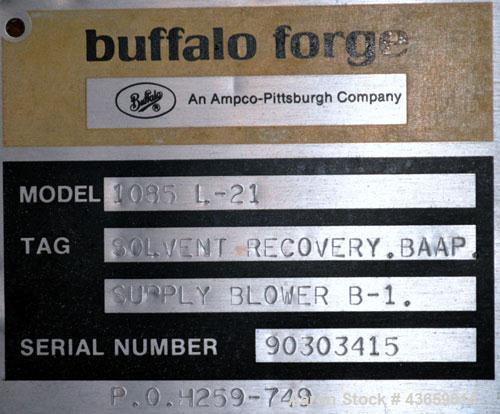 buffalo forge
Buffalo
An Ampco-Pittsburgh Company
MODEL 1085 L-21
TAG SOLVENT RECOVERY.BAAP.
SUPPLY BLOWER B-1.
SERIAL NUMBER 90303415
P.O.H259-749
Stock #